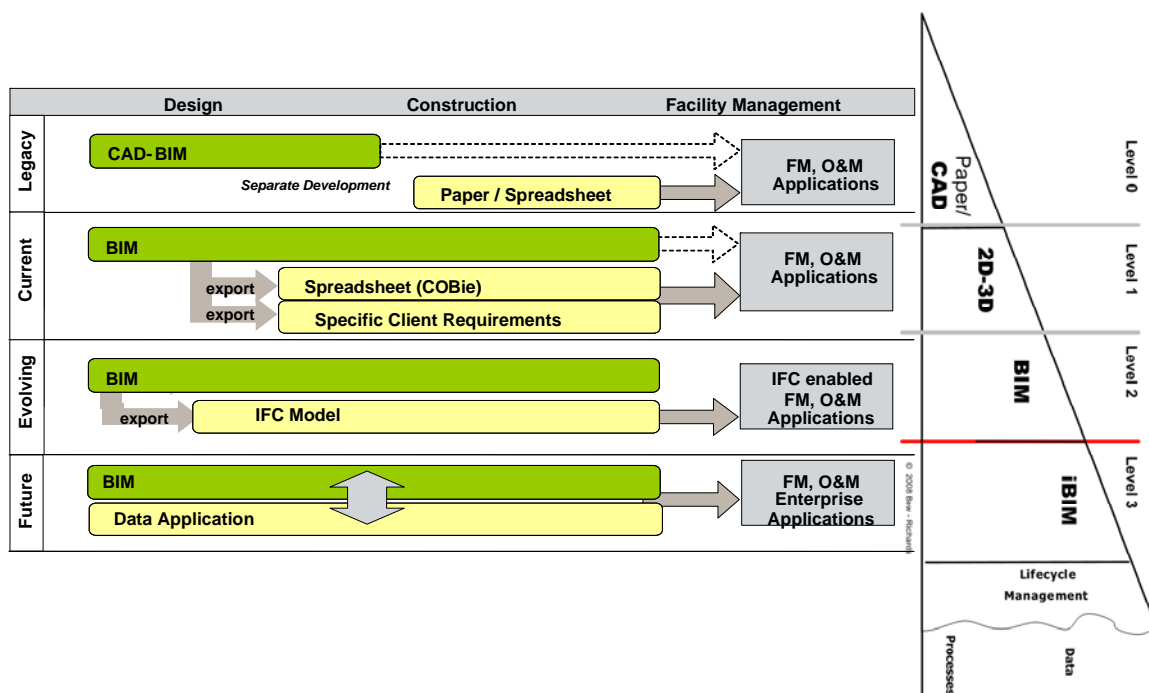 Design Construction Facility Management
Legacy
CAD-BIM
Separate Development
Paper / Spreadsheet
FM, O&M
Applications
Current
BIM
export
Spreadsheet (COBie)
export
Specific Client Requirements
FM, O&M
Applications
Evolving
BIM
export
IFC Model
IFC enabled
FM, O&M
Applications
Future
BIM
Data Application
FM, O&M
Enterprise
Applications
Paper/
CAD
Level 0
2D-3D
Level 1
BIM
Level 2
iBIM
Level 3
© 2008 Bew - Richards
Lifecycle
Management
Processes
Data